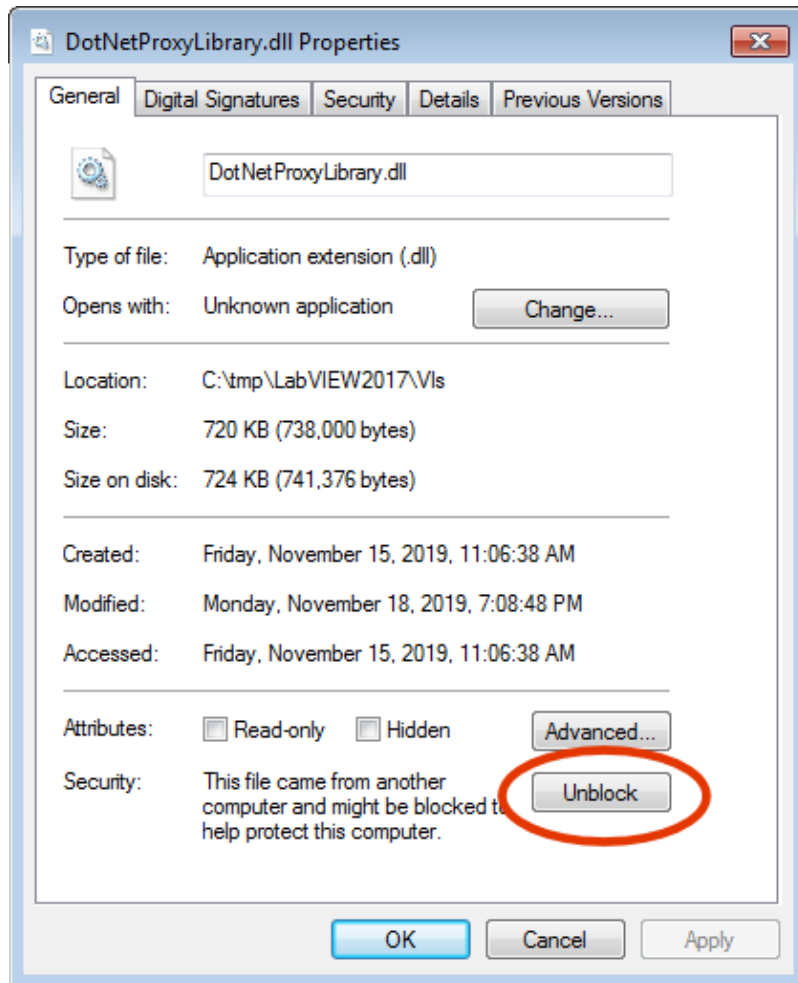 DotNetProxyLibrary.dll Properties
General Digital Signatures Security Details Previous Versions
DotNetProxyLibrary.dll
Type of file: Application extension (.dll)
Opens with: Unknown application Change...
Location: C:\tmp\LabVIEW2017\VIs
Size: 720 KB (738,000 bytes)
Size on disk: 724 KB (741,376 bytes)
Created: Friday, November 15, 2019, 11:06:38 AM
Modified: Monday, November 18, 2019, 7:08:48 PM
Accessed: Friday, November 15, 2019, 11:06:38 AM
Attributes: Read-only Hidden Advanced...
Security: This file came from another
computer and might be blocked to
help protect this computer.
Unblock
OK Cancel Apply